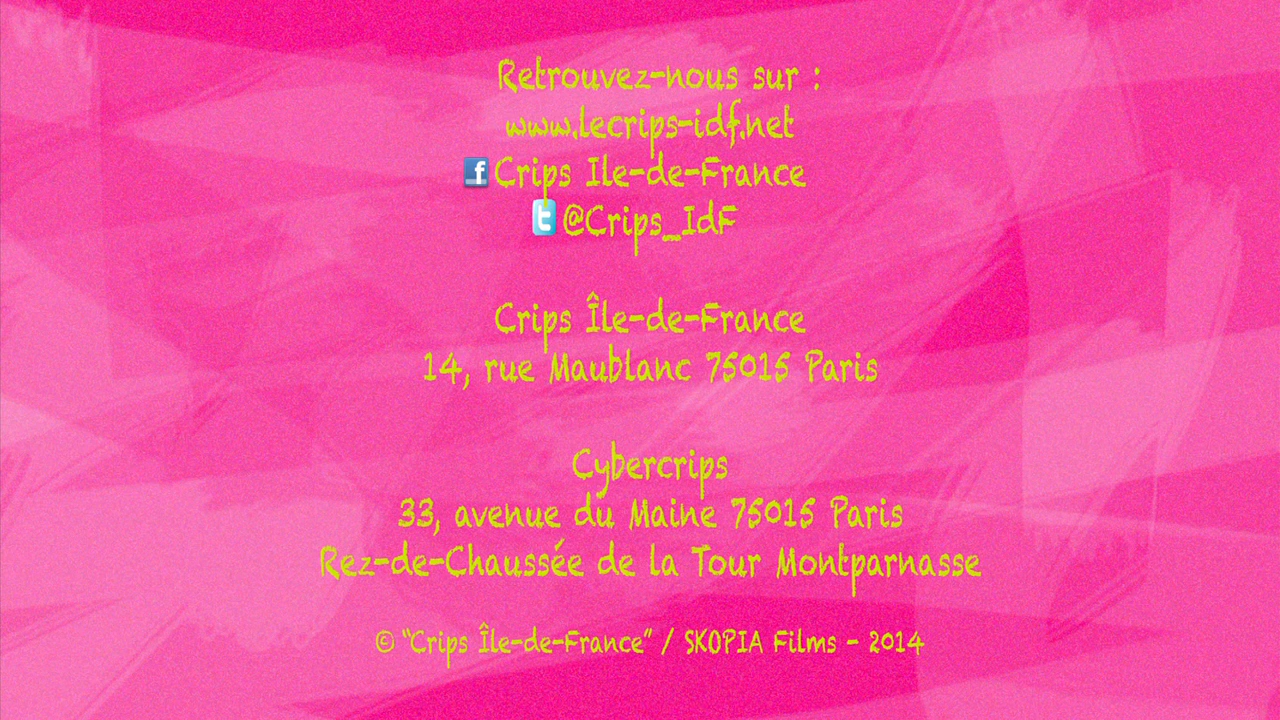 Retrouvez-nous sur :
www.lecrips-idf.net
f Crips Ile-de-France
t @Crips_IdF
Crips Île-de-France
14, rue Maublanc 75015 Paris
Cybercrips
33, avenue du Maine 75015 Paris
Rez-de-Chaussée de la Tour Montparnasse
© "Crips Île-de-France" / SKOPIA Films - 2014